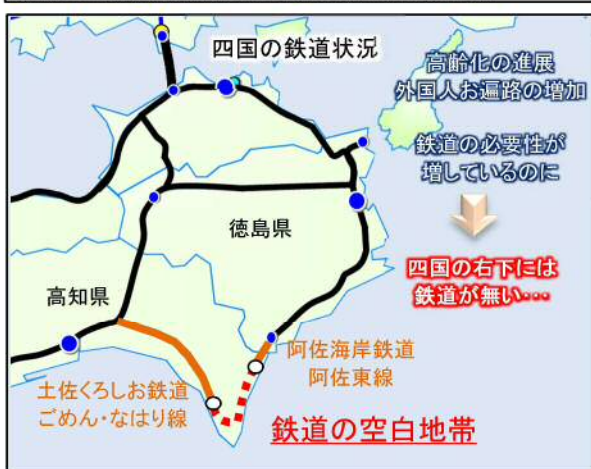 四国の鉄道状況
高齢化の進展
外国人お遍路の増加
鉄道の必要性が
増しているのに
四国の右下には
鉄道が無い・・・
徳島県
高知県
阿佐海岸鉄道
阿佐東線
土佐くろしお鉄道
ごめん・なはり線
鉄道の空白地帯